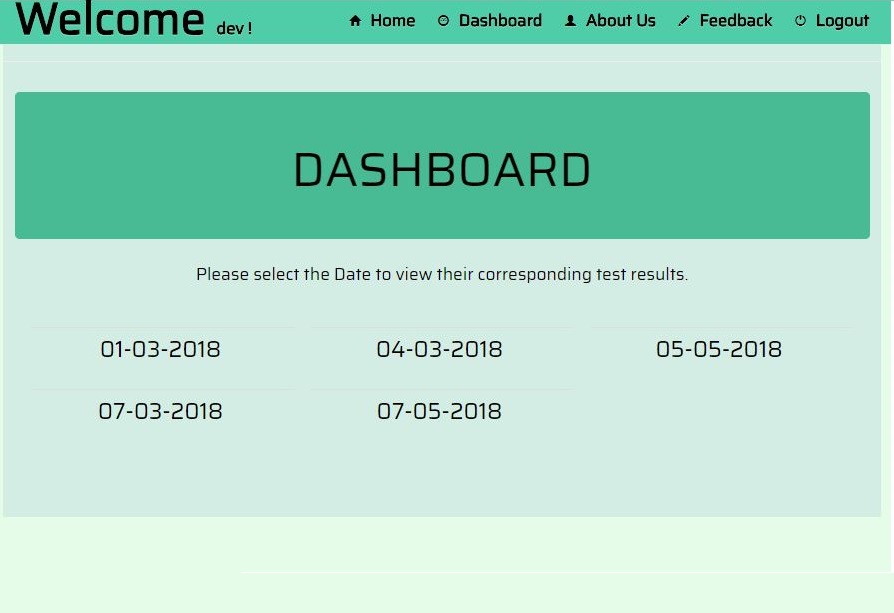 Welcome dev !
Home Dashboard About Us Feedback Logout
DASHBOARD
Please select the Date to view their corresponding test results.
01-03-2018 04-03-2018 05-05-2018
07-03-2018 07-05-2018